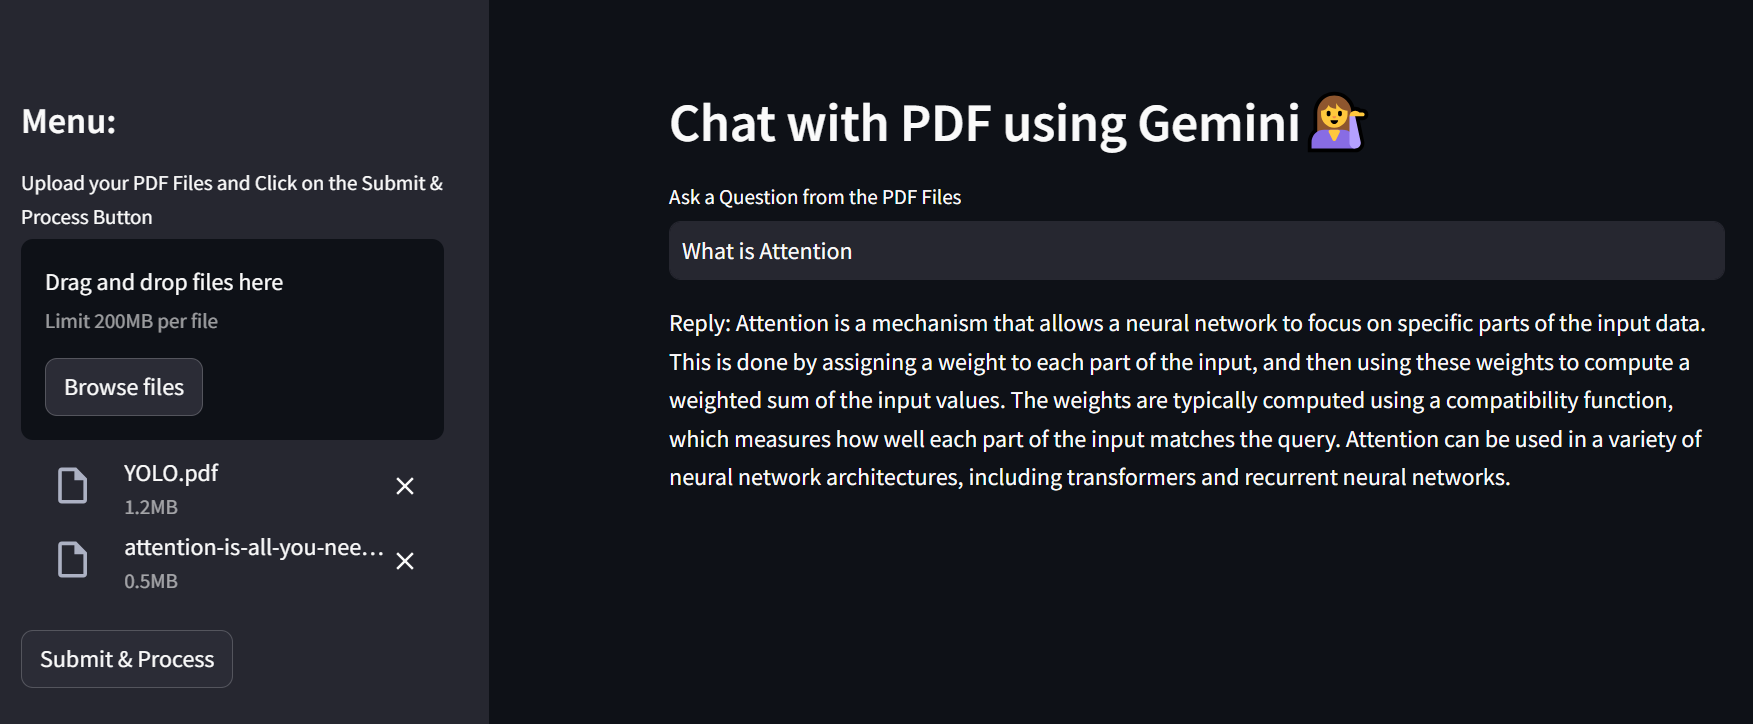 Menu:
Upload your PDF Files and Click on the Submit &
Process Button
Drag and drop files here
Limit 200MB per file
Browse files
YOLO.pdf
1.2MB
attention-is-all-you-nee...
0.5MB
Submit & Process
Chat with PDF using Gemini
Ask a Question from the PDF Files
What is Attention
Reply: Attention is a mechanism that allows a neural network to focus on specific parts of the input data.
This is done by assigning a weight to each part of the input, and then using these weights to compute a
weighted sum of the input values. The weights are typically computed using a compatibility function,
which measures how well each part of the input matches the query. Attention can be used in a variety of
neural network architectures, including transformers and recurrent neural networks.